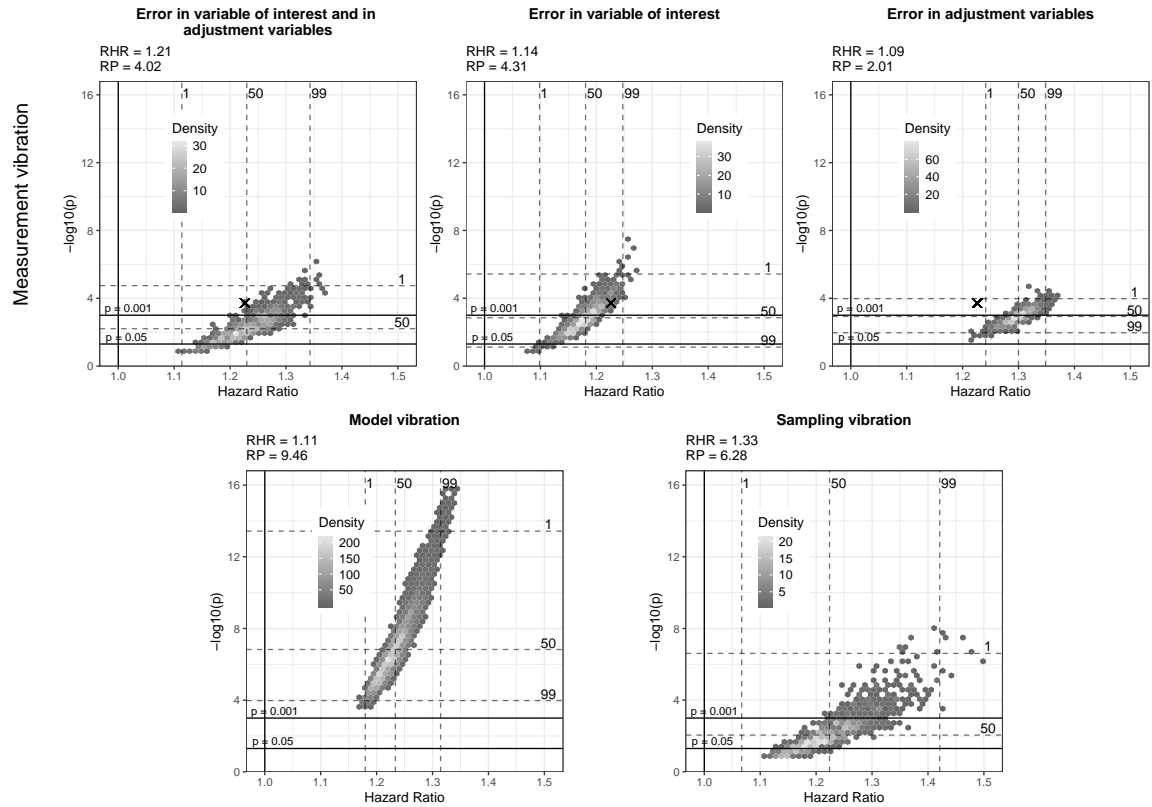 Measurement vibration
Error in variable of interest and in
adjustment variables
RHR = 1.21
RP = 4.02
1
50
99
16
12
8
4
0
−log10(p)
Density
30
20
10
1
50
p = 0.001
p = 0.05
1.0 1.1 1.2 1.3 1.4 1.5
Hazard Ratio
Error in variable of interest
RHR = 1.14
RP = 4.31
1
50
99
16
12
8
4
0
−log10(p)
Density
30
20
10
1
50
99
p = 0.001
p = 0.05
1.0 1.1 1.2 1.3 1.4 1.5
Hazard Ratio
Error in adjustment variables
RHR = 1.09
RP = 2.01
1
50
99
16
12
8
4
0
−log10(p)
Density
60
40
20
1
50
99
p = 0.001
p = 0.05
1.0 1.1 1.2 1.3 1.4 1.5
Hazard Ratio
Model vibration
RHR = 1.11
RP = 9.46
1
50
99
16
12
8
4
0
−log10(p)
Density
200
150
100
50
1
50
99
p = 0.001
p = 0.05
1.0 1.1 1.2 1.3 1.4 1.5
Hazard Ratio
Sampling vibration
RHR = 1.33
RP = 6.28
1
50
99
16
12
8
4
0
−log10(p)
Density
20
15
10
5
1
50
p = 0.001
p = 0.05
1.0 1.1 1.2 1.3 1.4 1.5
Hazard Ratio